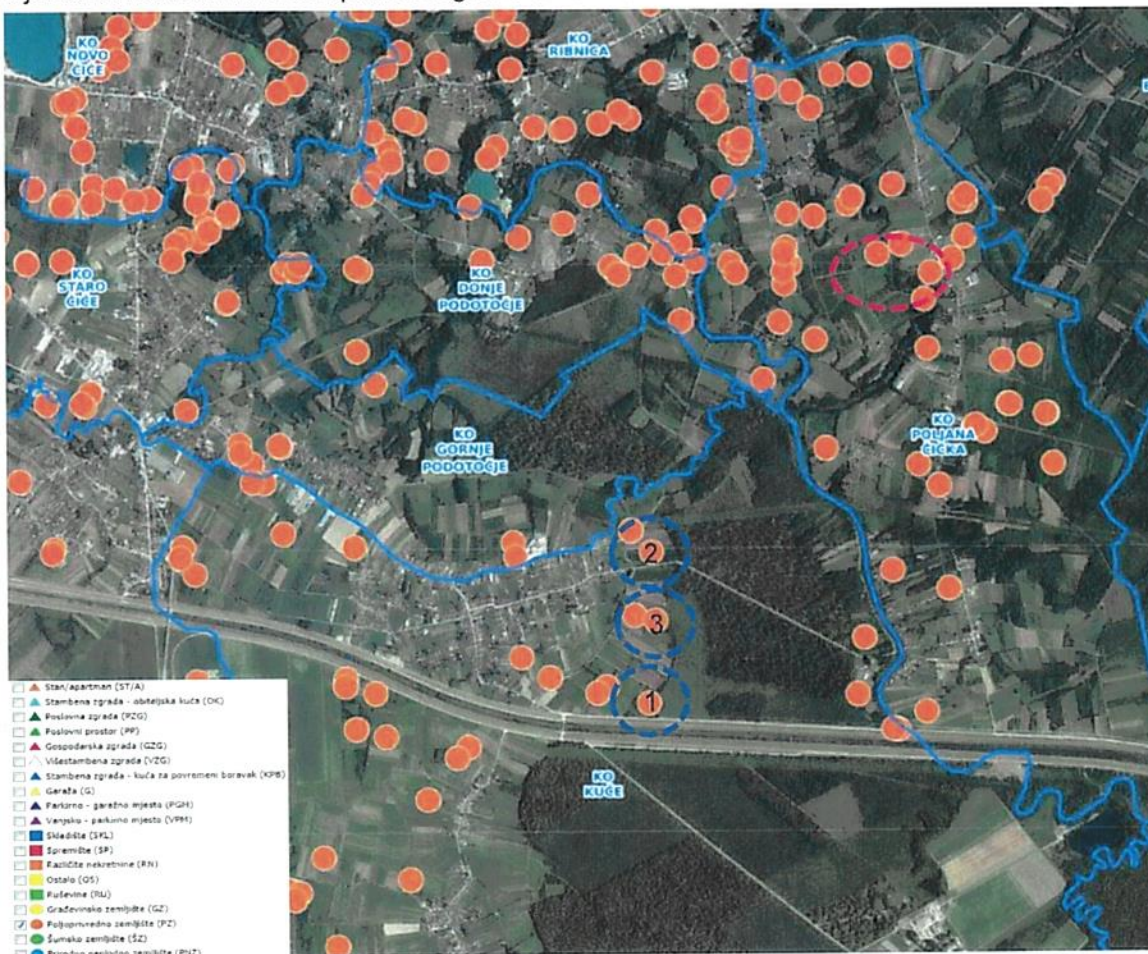 KO
NOVO
ČIČE
KO
RIBNICA
KO
STARO
ČIČE
KO
DONJE
PODOTOČJE
KO
GORNJE
PODOTOČJE
KO
POLJANA
ČIČKA
2
3
1
KO
KUČE
Stan/apartman (ST/A)
Stambena zgrada - obiteljska kuća (OK)
Poslovna zgrada (PZG)
Poslovni prostor (PP)
Gospodarska zgrada (GZG)
Višestambena zgrada (VZG)
Stambena zgrada - kuća za povremeni boravak (KPB)
Garaža (G)
Parkirno - garažno mjesto (PGM)
Vanjsko - parkirno mjesto (VPM)
Skladište (SKL)
Spremište (SP)
Različite nekretnine (RN)
Ostalo (OS)
Ruševine (RU)
Građevinsko zemljište (GZ)
Poljoprivredno zemljište (PZ)
Šumsko zemljište (ŠZ)
Prirodno neplodno zemljište (PNZ)